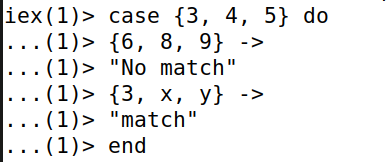 iex(1)> case {3, 4, 5} do
...(1)> {6, 8, 9} ->
...(1)> "No match"
...(1)> {3, x, y} ->
...(1)> "match"
...(1)> end